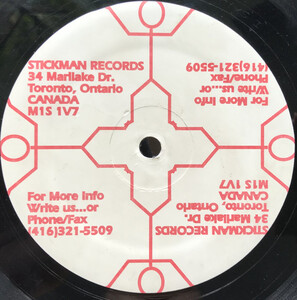 STICKMAN RECORDS
34 Marilake Dr.
Toronto, Ontario
CANADA
M1S 1V7
For More Info
Write us...or
Phone/Fax
(416)321-5509
For More Info
Write us...or
Phone/Fax
(416)321-5509
STICKMAN RECORDS
34 Marilake Dr.
Toronto, Ontario
CANADA
M1S 1V7